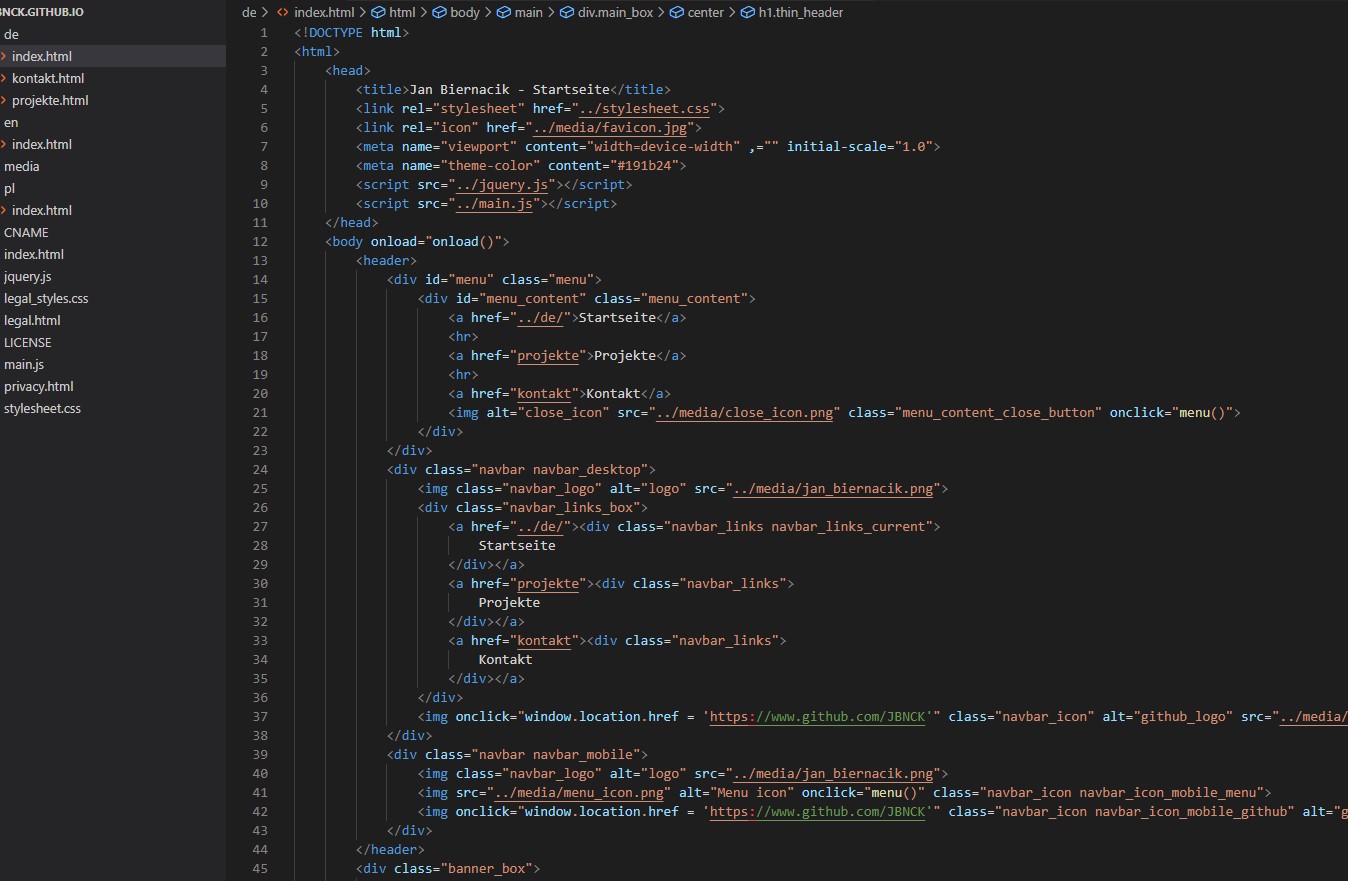 BNCK.GITHUB.IO
de
index.html
kontakt.html
projekte.html
en
index.html
media
pl
index.html
CNAME
index.html
jquery.js
legal_styles.css
legal.html
LICENSE
main.js
privacy.html
stylesheet.css
de > <> index.html > html > body > main > div.main_box > center > h1.thin_header
1 <!DOCTYPE html>
2 <html>
3 <head>
4 <title>Jan Biernacik - Startseite</title>
5 <link rel="stylesheet" href="../stylesheet.css">
6 <link rel="icon" href="../media/favicon.jpg">
7 <meta name="viewport" content="width=device-width" ,="" initial-scale="1.0">
8 <meta name="theme-color" content="#191b24">
9 <script src="../jquery.js"></script>
10 <script src="../main.js"></script>
11 </head>
12 <body onload="onload()">
13 <header>
14 <div id="menu" class="menu">
15 <div id="menu_content" class="menu_content">
16 <a href="../de/">Startseite</a>
17 <hr>
18 <a href="projekte">Projekte</a>
19 <hr>
20 <a href="kontakt">Kontakt</a>
21 <img alt="close_icon" src="../media/close_icon.png" class="menu_content_close_button" onclick="menu()">
22 </div>
23 </div>
24 <div class="navbar navbar_desktop">
25 <img class="navbar_logo" alt="logo" src="../media/jan_biernacik.png">
26 <div class="navbar_links_box">
27 <a href="../de/"><div class="navbar_links navbar_links_current">
28 Startseite
29 </div></a>
30 <a href="projekte"><div class="navbar_links">
31 Projekte
32 </div></a>
33 <a href="kontakt"><div class="navbar_links">
34 Kontakt
35 </div></a>
36 </div>
37 <img onclick="window.location.href = 'https://www.github.com/JBNCK'" class="navbar_icon" alt="github_logo" src="../media/
38 </div>
39 <div class="navbar navbar_mobile">
40 <img class="navbar_logo" alt="logo" src="../media/jan_biernacik.png">
41 <img src="../media/menu_icon.png" alt="Menu icon" onclick="menu()" class="navbar_icon navbar_icon_mobile_menu">
42 <img onclick="window.location.href = 'https://www.github.com/JBNCK'" class="navbar_icon navbar_icon_mobile_github" alt="g
43 </div>
44 </header>
45 <div class="banner_box">